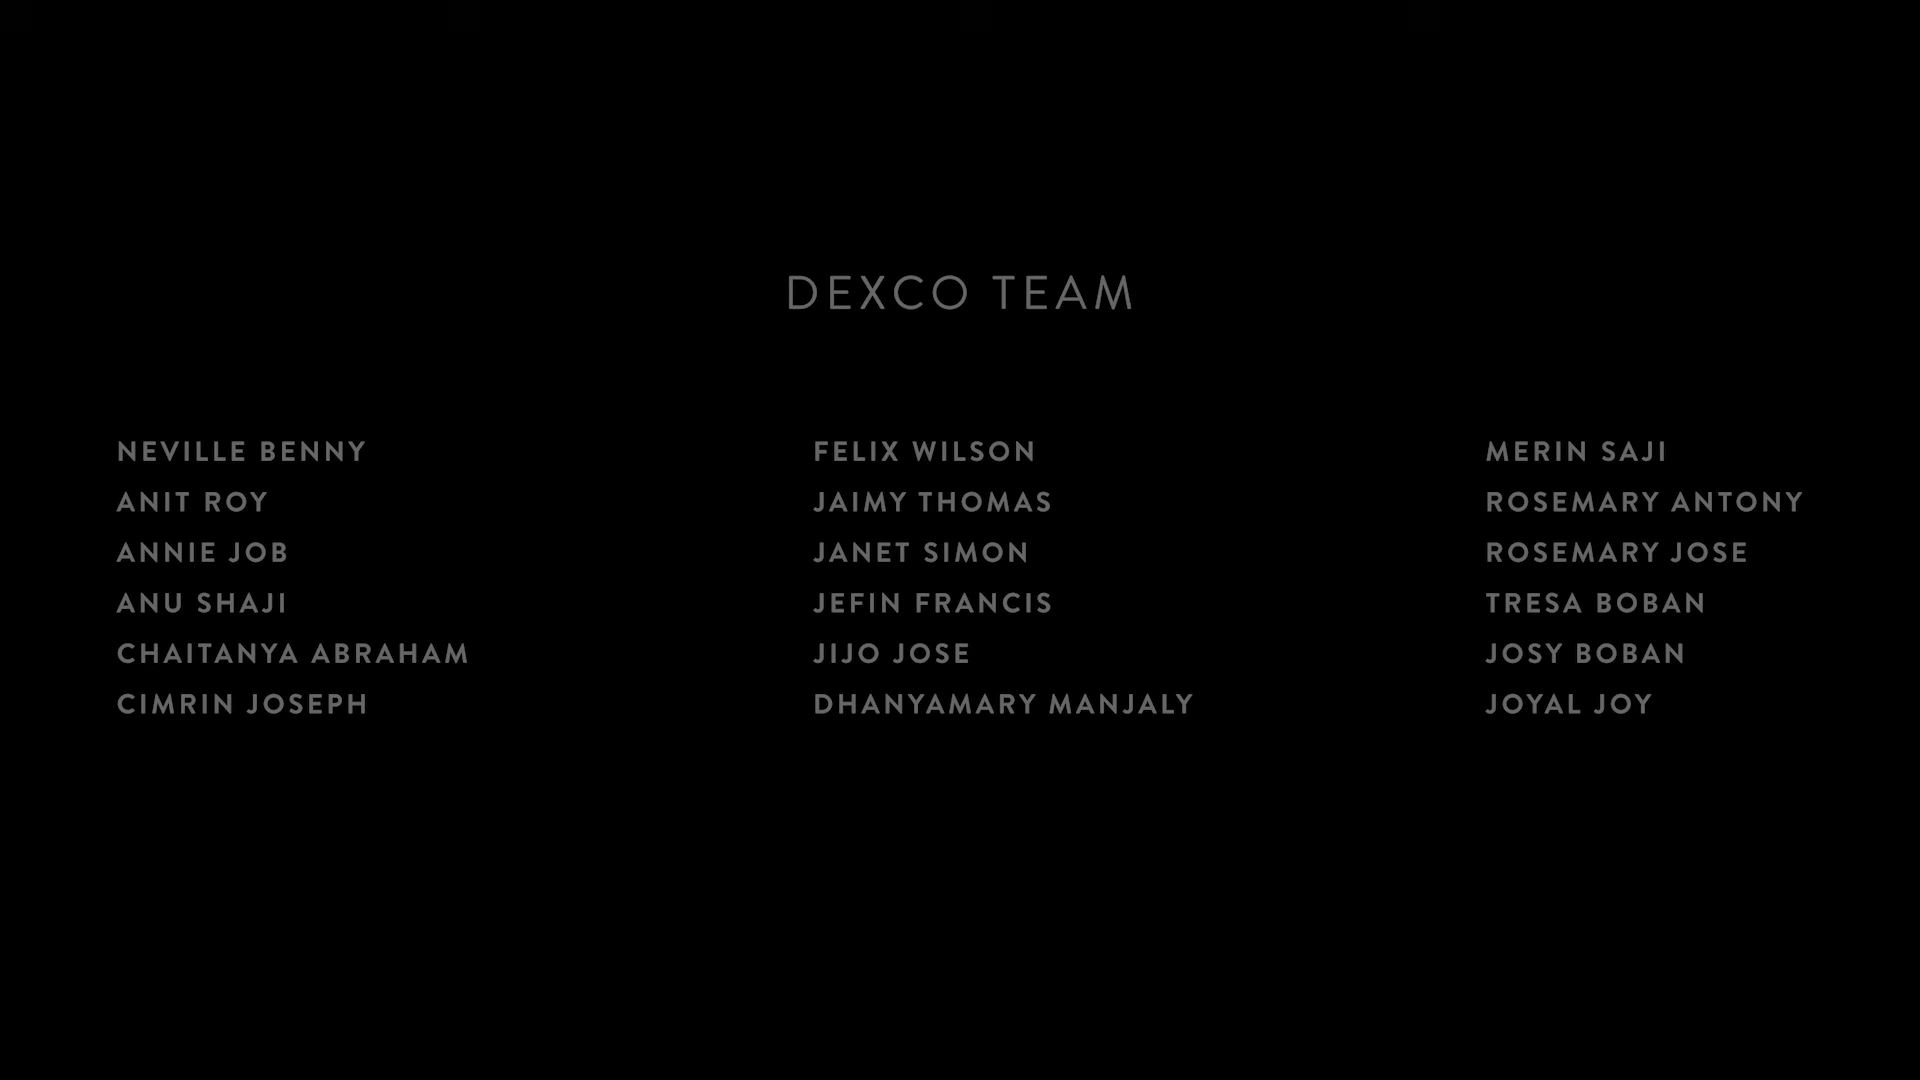 DEXCO TEAM
NEVILLE BENNY
ANIT ROY
ANNIE JOB
ANU SHAJI
CHAITANYA ABRAHAM
CIMRIN JOSEPH
FELIX WILSON
JAIMY THOMAS
JANET SIMON
JEFIN FRANCIS
JIJO JOSE
DHANYAMARY MANJALY
MERIN SAJI
ROSEMARY ANTONY
ROSEMARY JOSE
TRESA BOBAN
JOSY BOBAN
JOYAL JOY